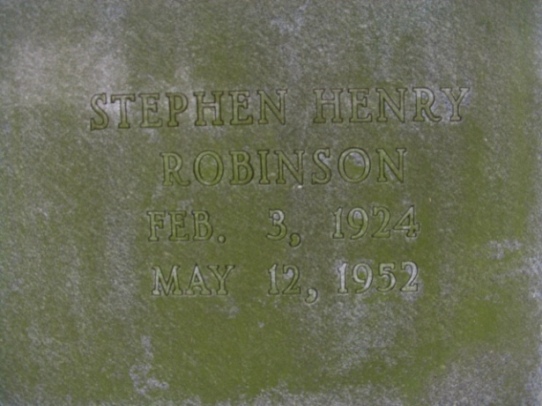 STEPHEN HENRY
ROBINSON
FEB. 3, 1924
MAY 12, 1952